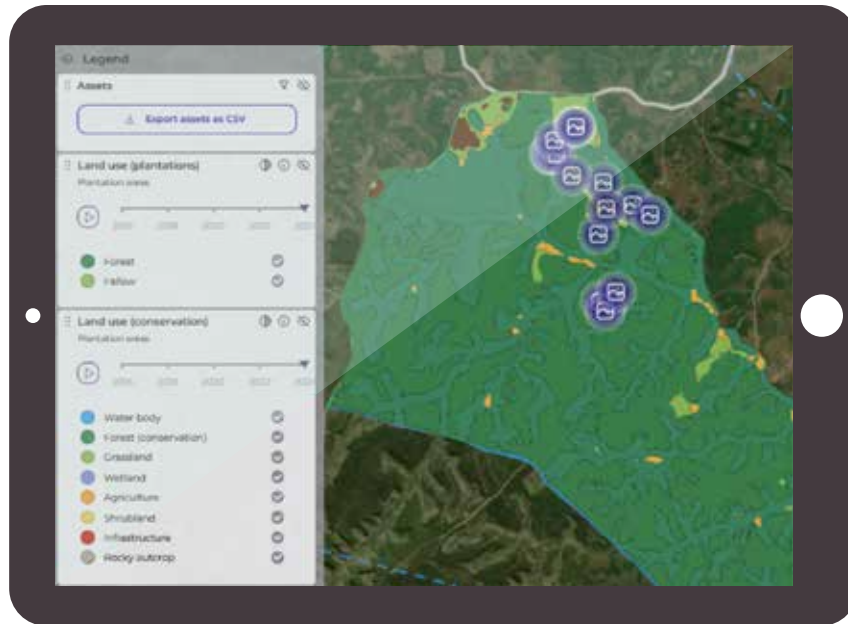 Legend
Assets
Export assets as CSV
Land use (plantations)
Plantation areas
Forest
Fallow
Land use (conservation)
Plantation areas
Water body
Forest (conservation)
Grassland
Wetland
Agriculture
Shrubland
Infrastructure
Rocky outcrop